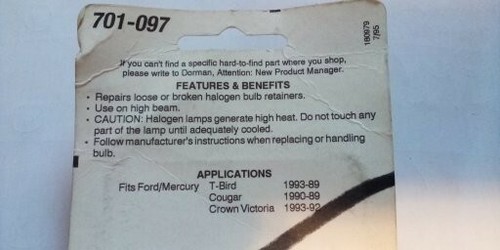 701-097
180979
7/95
If you can't find a specific hard-to-find part where you shop,
please write to Dorman, Attention: New Product Manager.
FEATURES & BENEFITS
• Repairs loose or broken halogen bulb retainers.
• Use on high beam.
• CAUTION: Halogen lamps generate high heat. Do not touch any
part of the lamp until adequately cooled.
• Follow manufacturer's instructions when replacing or handling
bulb.
APPLICATIONS
Fits Ford/Mercury T-Bird 1993-89
Cougar 1990-89
Crown Victoria 1993-92